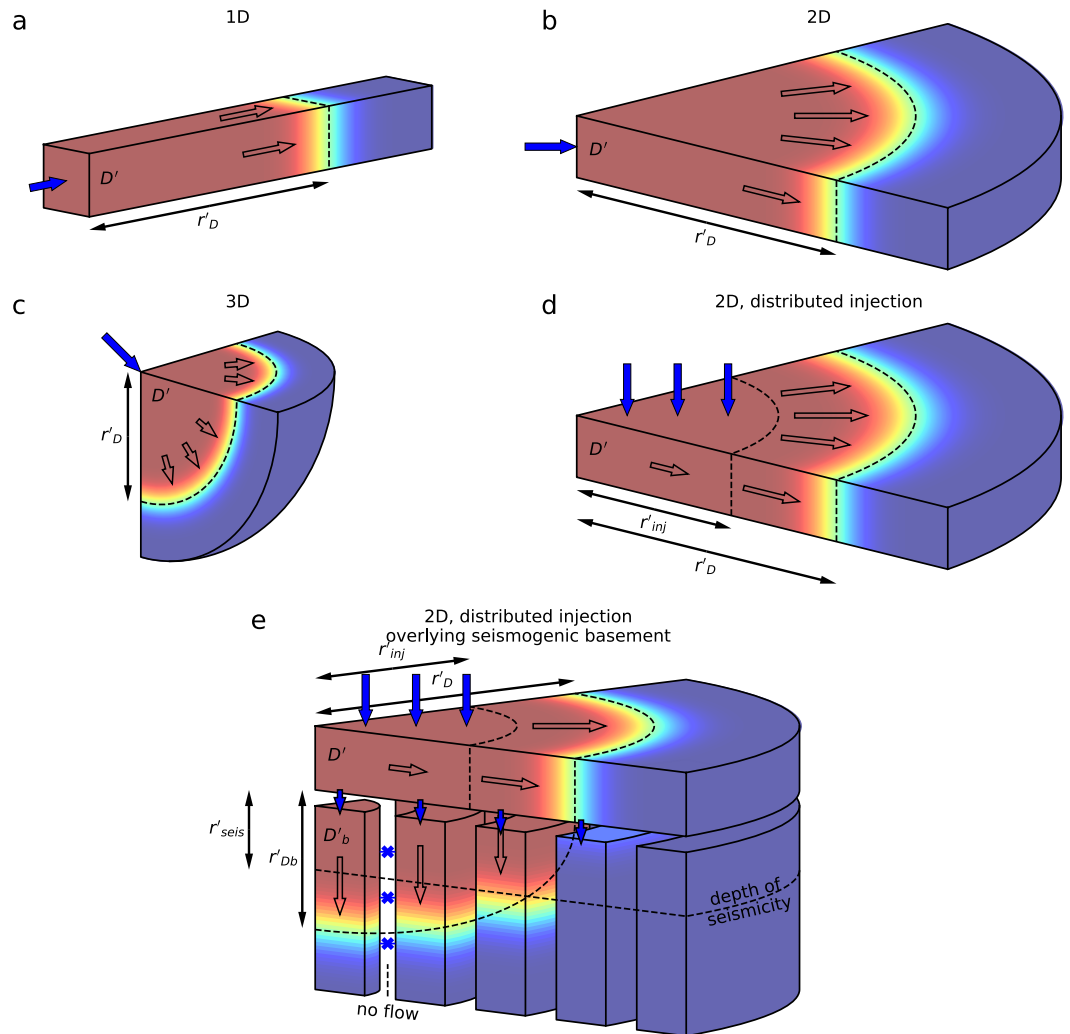 a
1D
D'
r'D
b
2D
D'
r'D
c
3D
D'
r'D
d
2D, distributed injection
D'
r'inj
r'D
e
2D, distributed injection
overlying seismogenic basement
r'inj
r'D
D'
r'seis
r'Db
D'b
depth of
seismicity
no flow